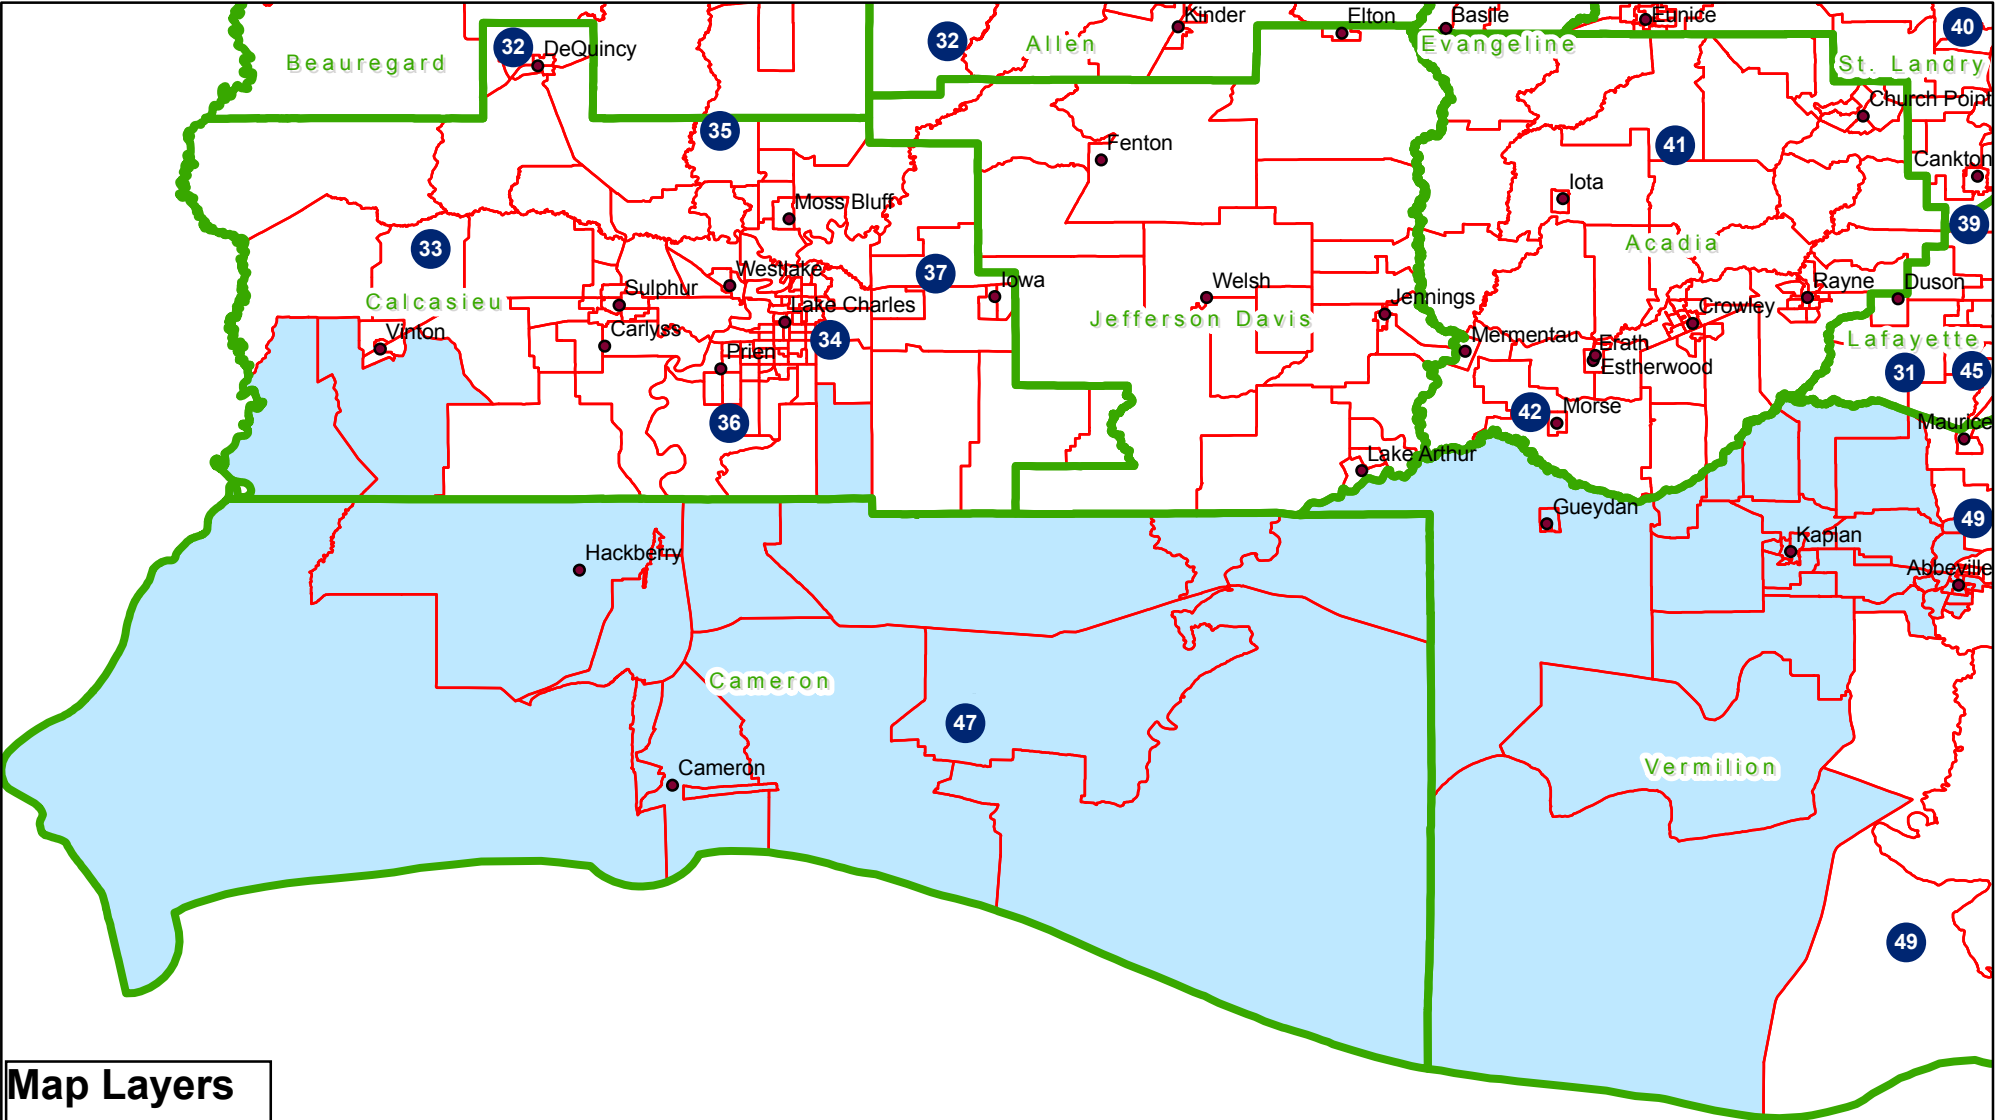 Kinder
Elton
Basile
Eunice
40
32
DeQuincy
32
Allen
Evangeline
Beauregard
St. Landry
Church Point
35
Fenton
41
Cankton
Iota
Moss Bluff
39
33
Acadia
Westlake
37
Iowa
Welsh
Rayne
Duson
Sulphur
Calcasieu
Lake Charles
Jennings
Crowley
Jefferson Davis
Carlyss
34
Mermentau
Erath
Lafayette
Vinton
Prien
Estherwood
31
45
36
42
Morse
Maurice
Lake Arthur
Gueydan
49
Kaplan
Hackberry
Abbeville
Cameron
47
Cameron
Vermilion
49
Map Layers